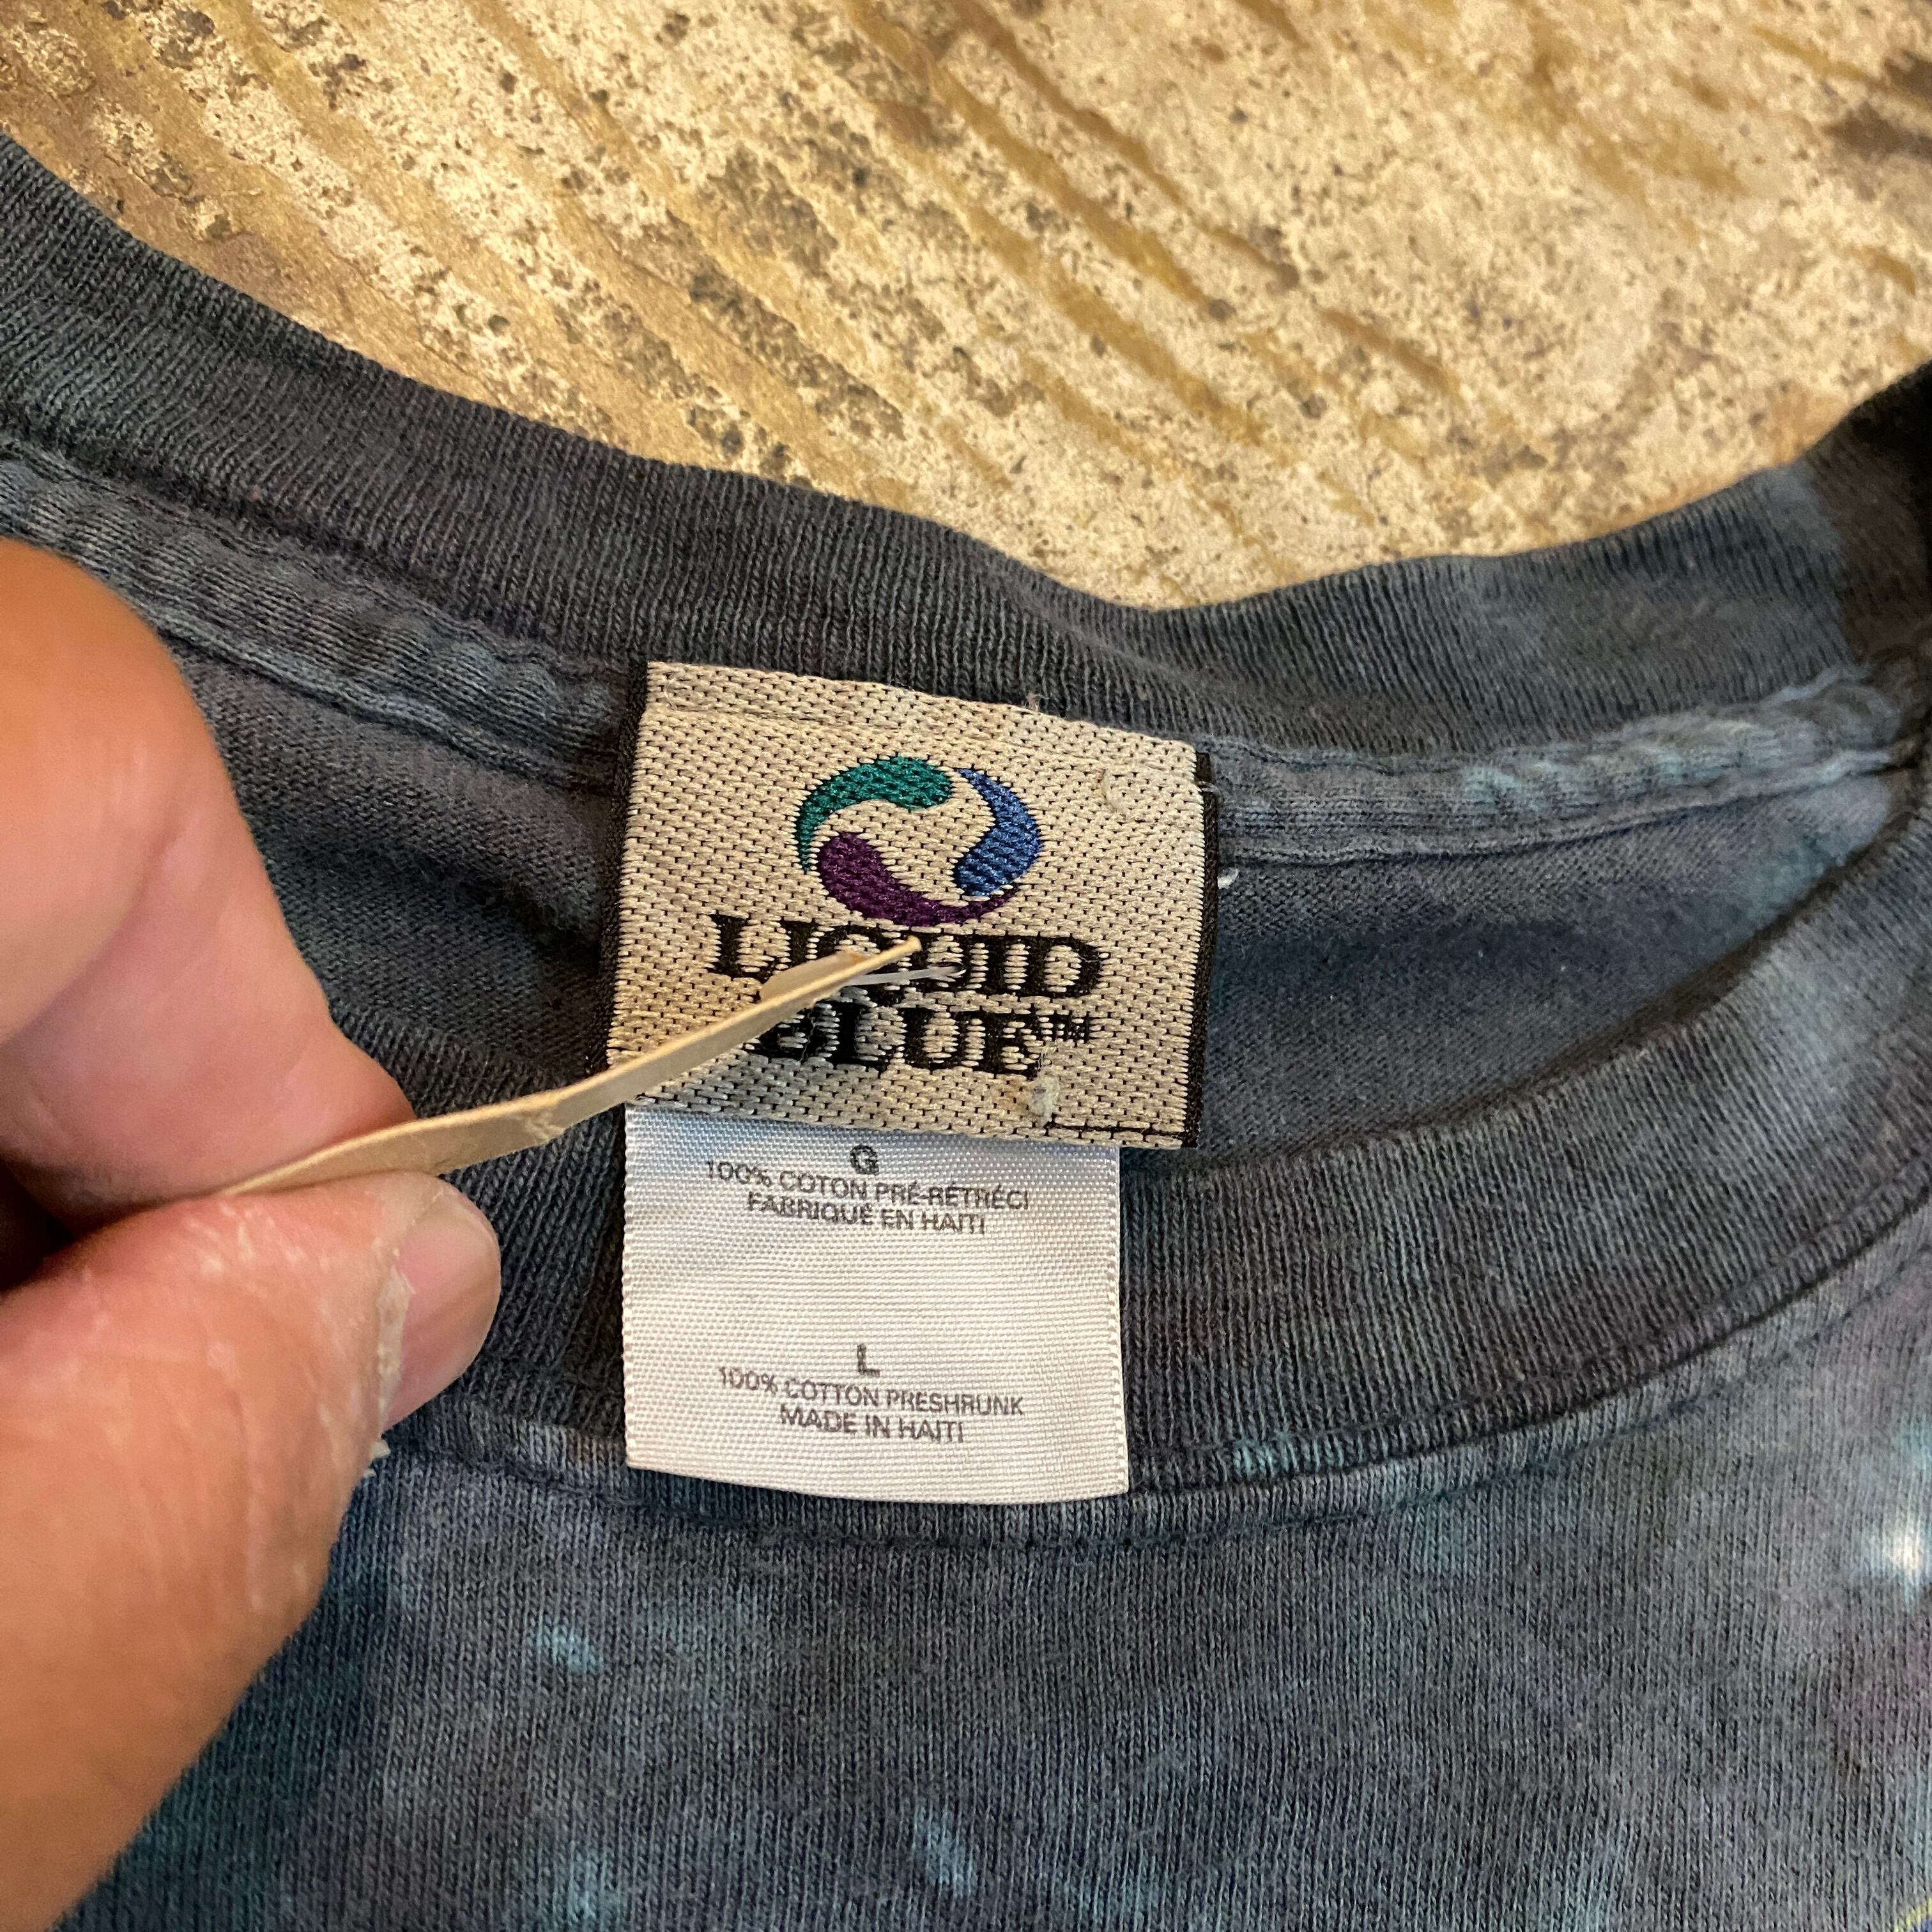 LIQUID
BLUE™
G
100% COTON PRÉ-RÉTRÉCI
FABRIQUÉ EN HAITI
L
100% COTTON PRESHRUNK
MADE IN HAITI